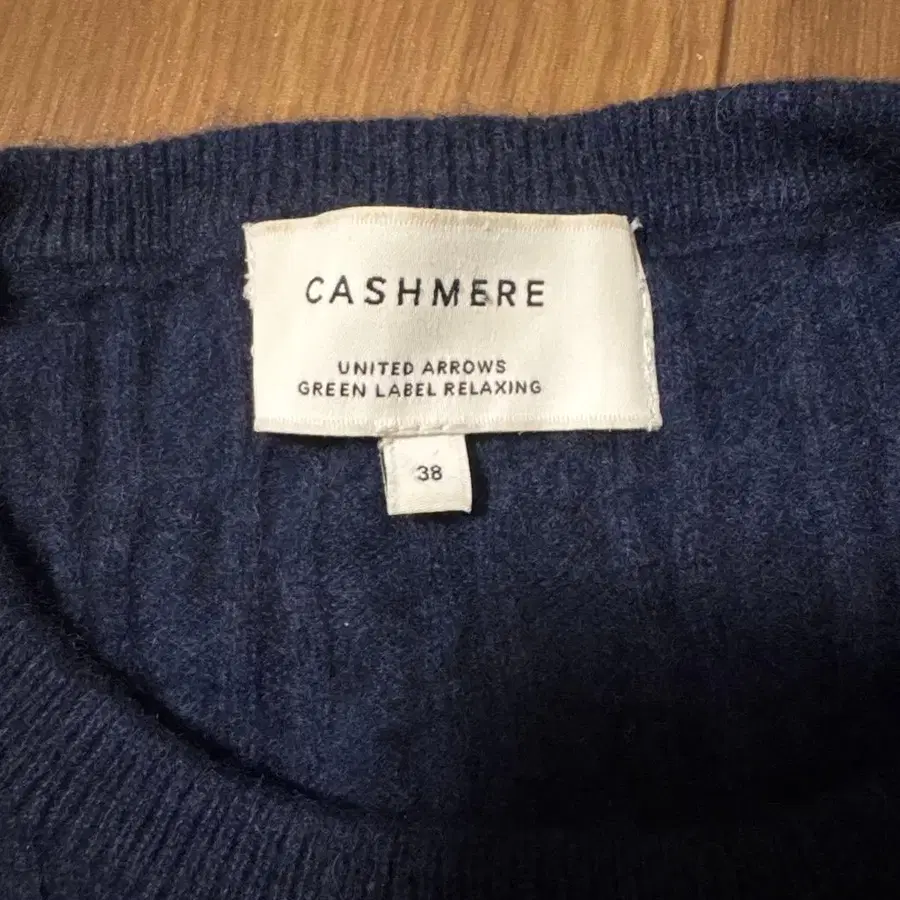 CASHMERE
UNITED ARROWS
GREEN LABEL RELAXING
38